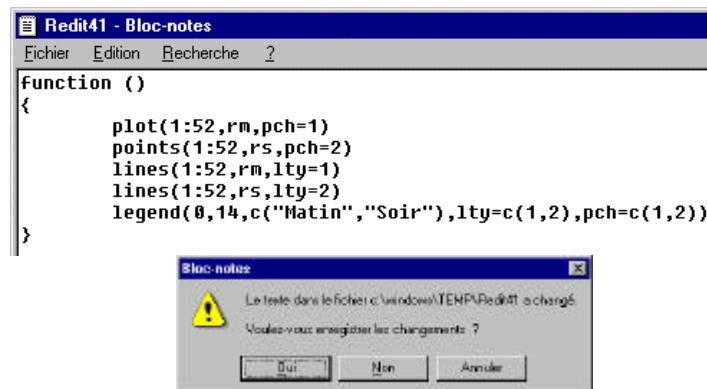 Redit41 - Bloc-notes
Fichier Edition Recherche ?
function ()
{
plot(1:52,rm,pch=1)
points(1:52,rs,pch=2)
lines(1:52,rm,lty=1)
lines(1:52,rs,lty=2)
legend(0,14,c("Matin","Soir"),lty=c(1,2),pch=c(1,2))
}
Bloc-notes
Le texte dans le fichier c:\windows\TEMP\Redit41 a changé.
Voulez-vous enregistrer les changements ?
Oui Non Annuler